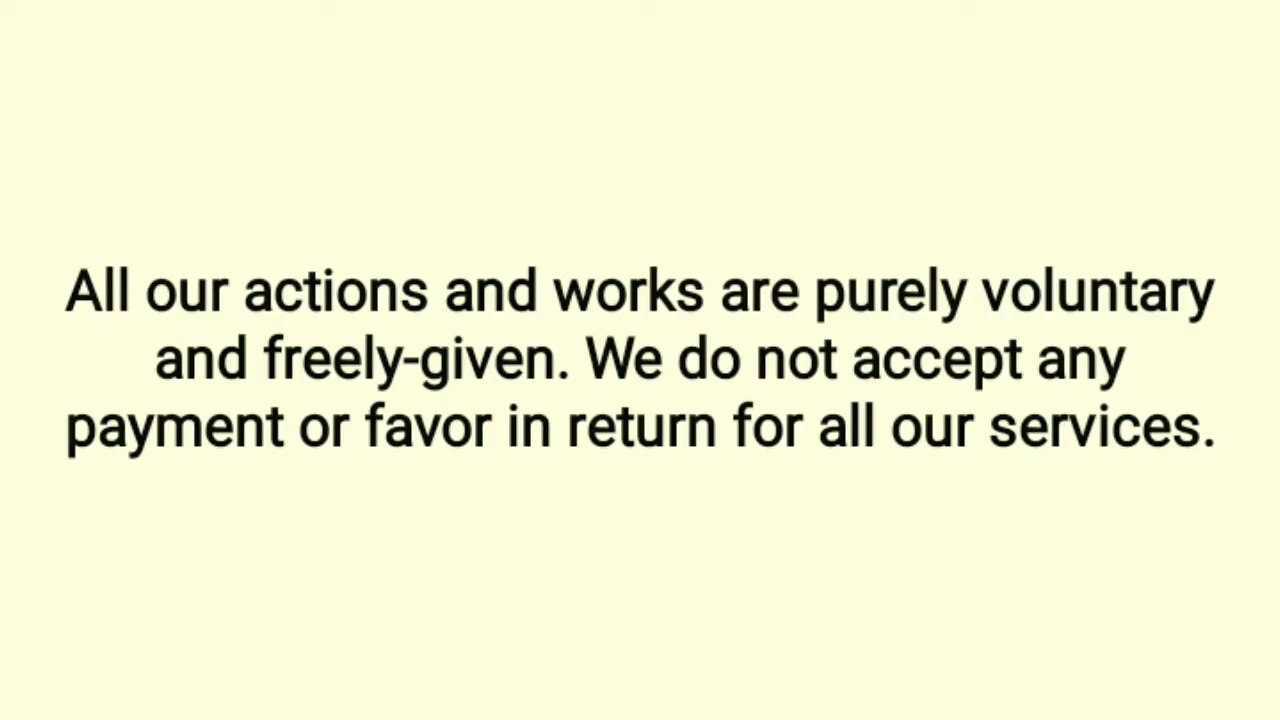 All our actions and works are purely voluntary
and freely-given. We do not accept any
payment or favor in return for all our services.